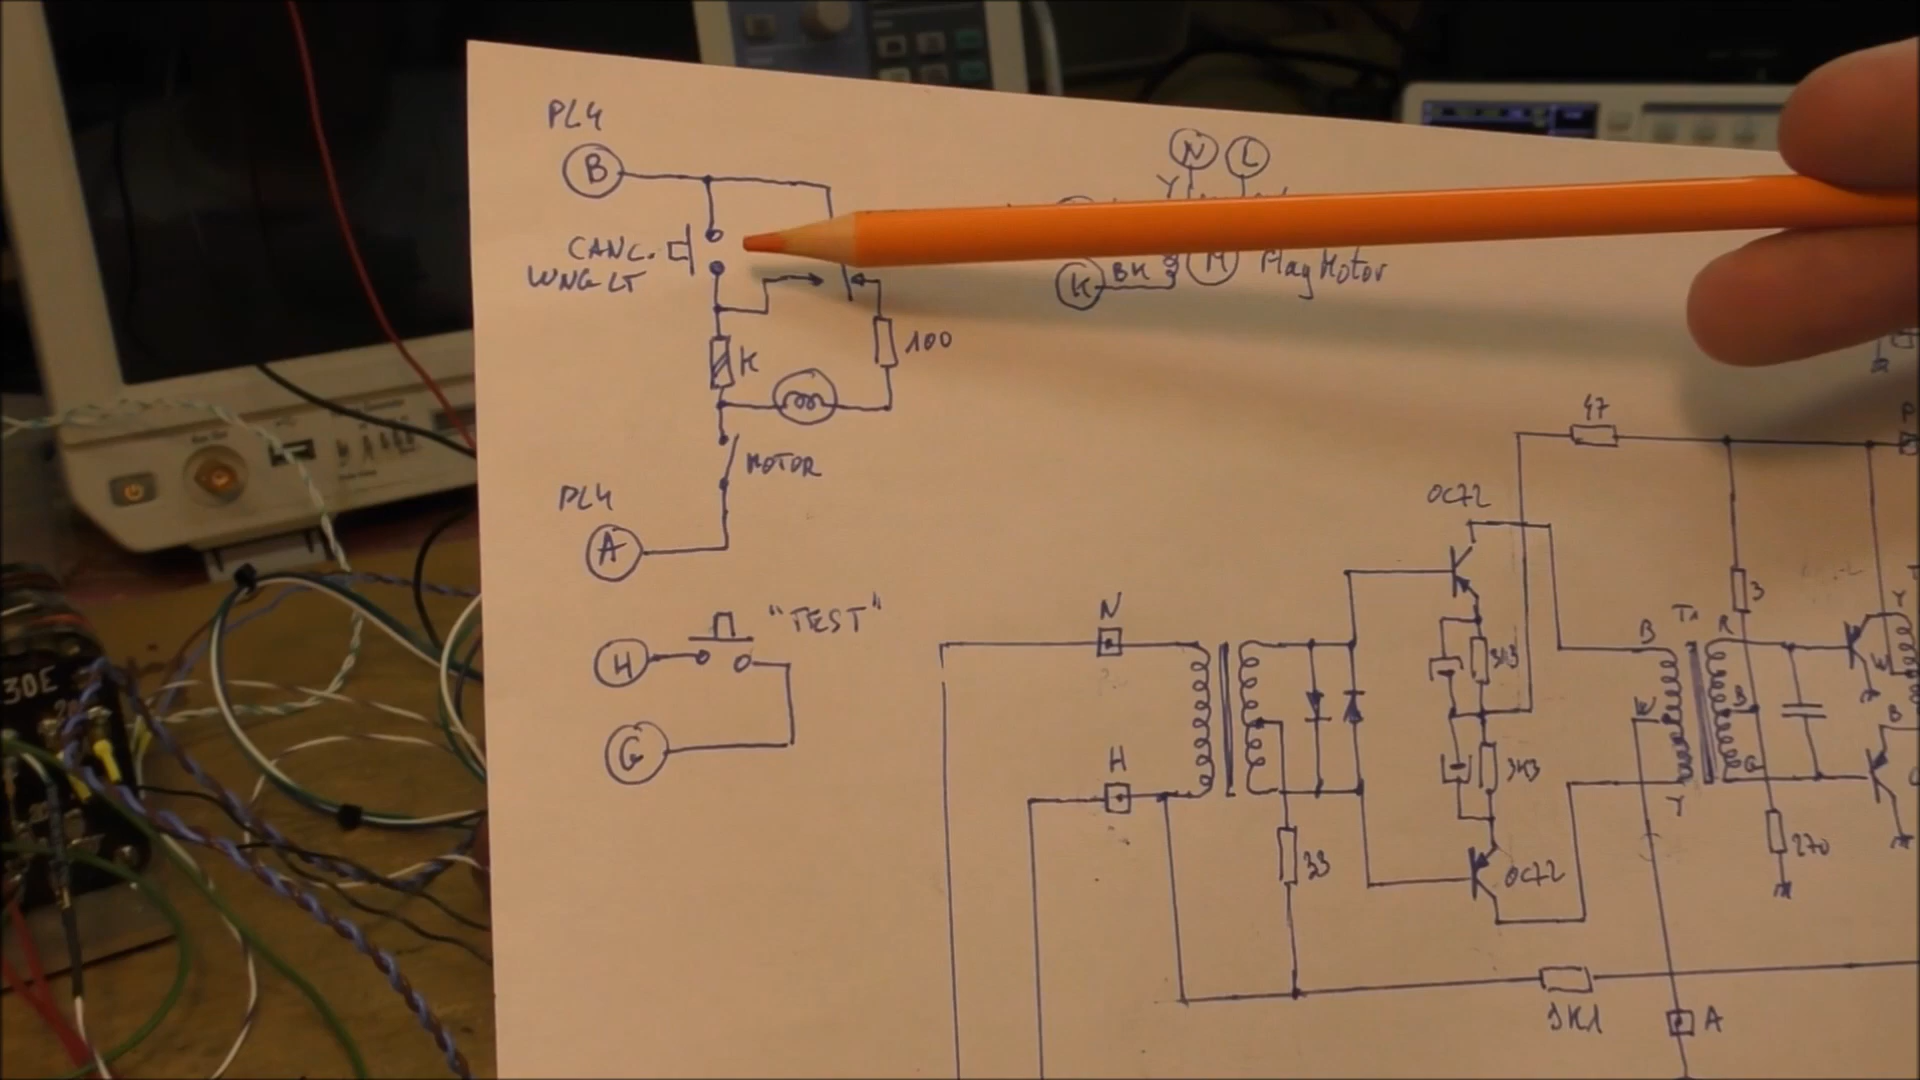 PL4
B
CANC.
WNG LT
K
100
MOTOR
PL4
A
H
"TEST"
G
N
L
Y
K
BK
M
Mag Motor
47
OC72
3K3
3K3
OC72
N
H
33
3K1
B
T1
R
3
Y
E
B
G
Y
B
270
A
P
30E